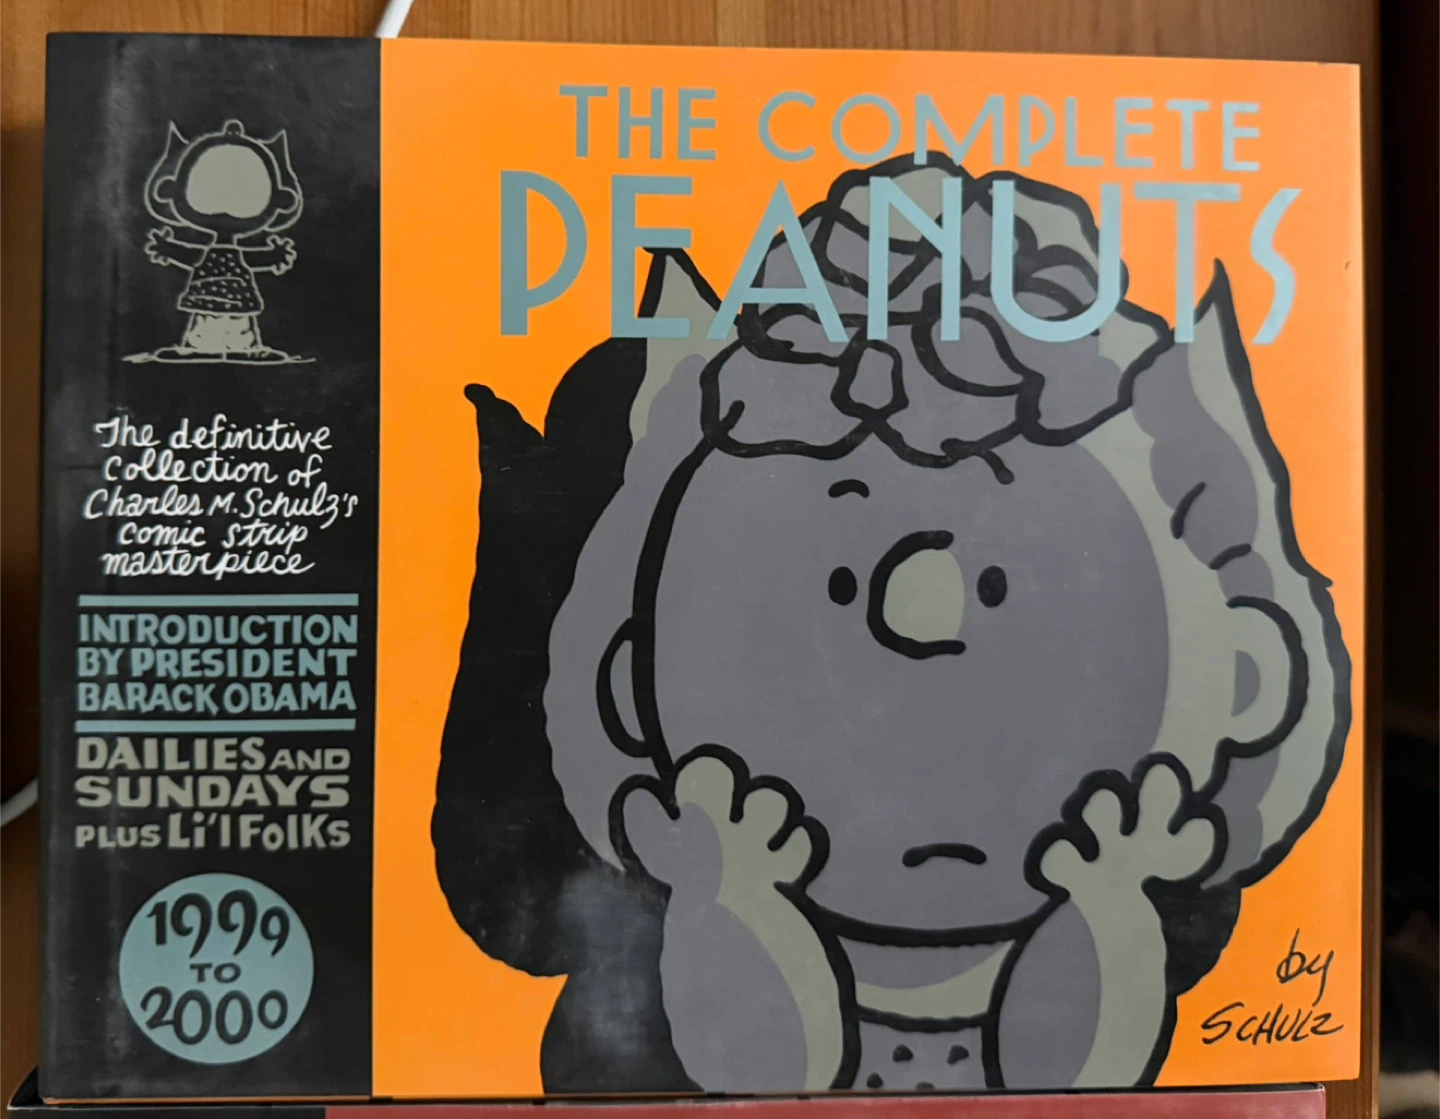 THE COMPLETE
PEANUTS
The definitive
collection of
Charles M. Schulz's
comic strip
masterpiece
INTRODUCTION
BY PRESIDENT
BARACK OBAMA
DAILIES AND
SUNDAYS
PLUS Li'l FolKs
1999
TO
2000
by
SCHULZ